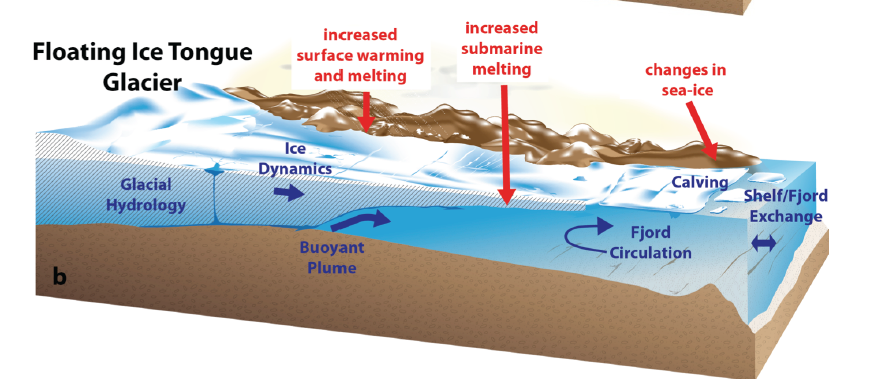 Floating Ice Tongue
Glacier
increased
surface warming
and melting
increased
submarine
melting
changes in
sea-ice
Ice
Dynamics
Glacial
Hydrology
Calving
Shelf/Fjord
Exchange
Buoyant
Plume
Fjord
Circulation
b